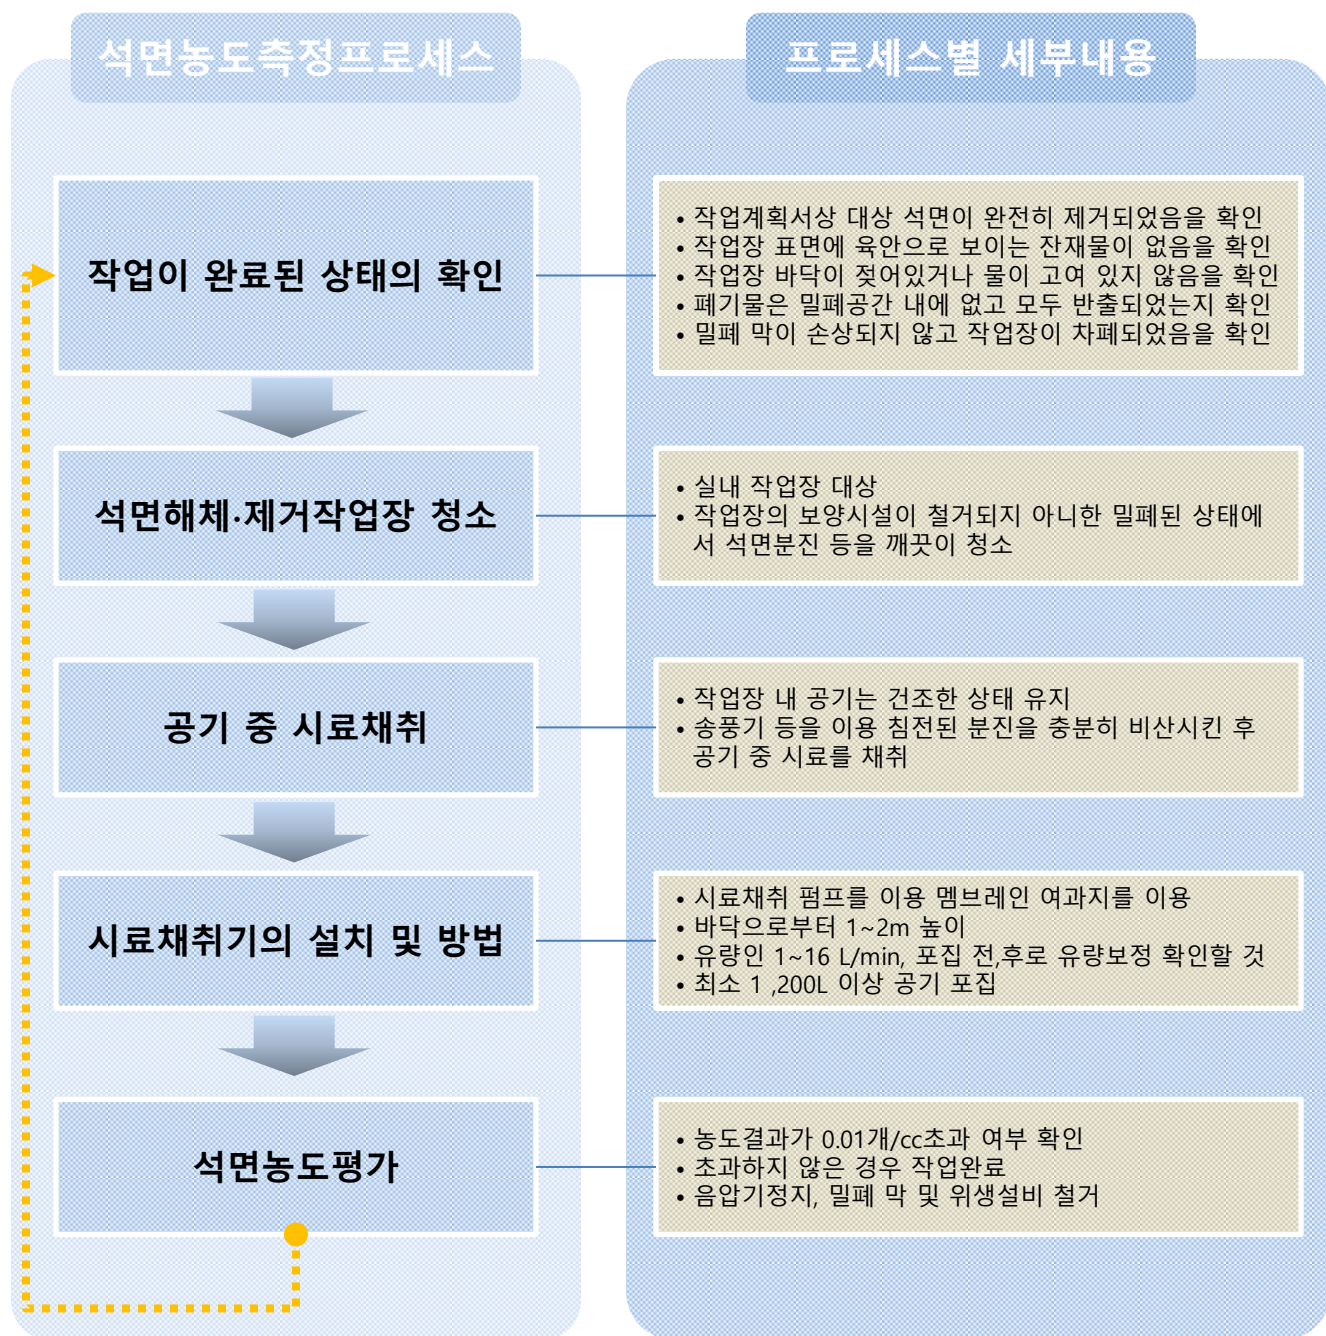 석면농도측정프로세스
프로세스별 세부내용
작업이 완료된 상태의 확인
• 작업계획서상 대상 석면이 완전히 제거되었음을 확인
• 작업장 표면에 육안으로 보이는 잔재물이 없음을 확인
• 작업장 바닥이 젖어있거나 물이 고여 있지 않음을 확인
• 폐기물은 밀폐공간 내에 없고 모두 반출되었는지 확인
• 밀폐 막이 손상되지 않고 작업장이 차폐되었음을 확인
석면해체·제거작업장 청소
• 실내 작업장 대상
• 작업장의 보양시설이 철거되지 아니한 밀폐된 상태에
서 석면분진 등을 깨끗이 청소
공기 중 시료채취
• 작업장 내 공기는 건조한 상태 유지
• 송풍기 등을 이용 침전된 분진을 충분히 비산시킨 후
공기 중 시료를 채취
시료채취기의 설치 및 방법
• 시료채취 펌프를 이용 멤브레인 여과지를 이용
• 바닥으로부터 1~2m 높이
• 유량인 1~16 L/min, 포집 전,후로 유량보정 확인할 것
• 최소 1 ,200L 이상 공기 포집
석면농도평가
• 농도결과가 0.01개/cc초과 여부 확인
• 초과하지 않은 경우 작업완료
• 음압기정지, 밀폐 막 및 위생설비 철거